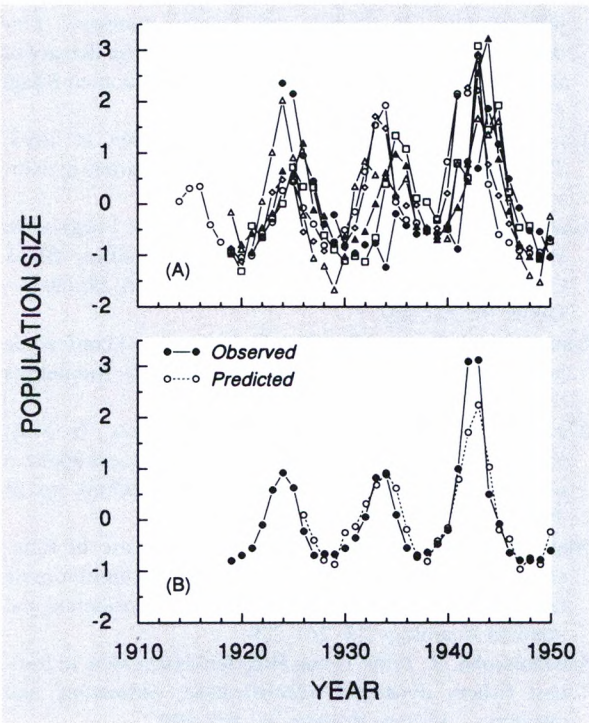 3
2
1
0
-1
-2
(A)
POPULATION SIZE
Observed
Predicted
3
2
1
0
-1
-2
(B)
1910 1920 1930 1940 1950
YEAR